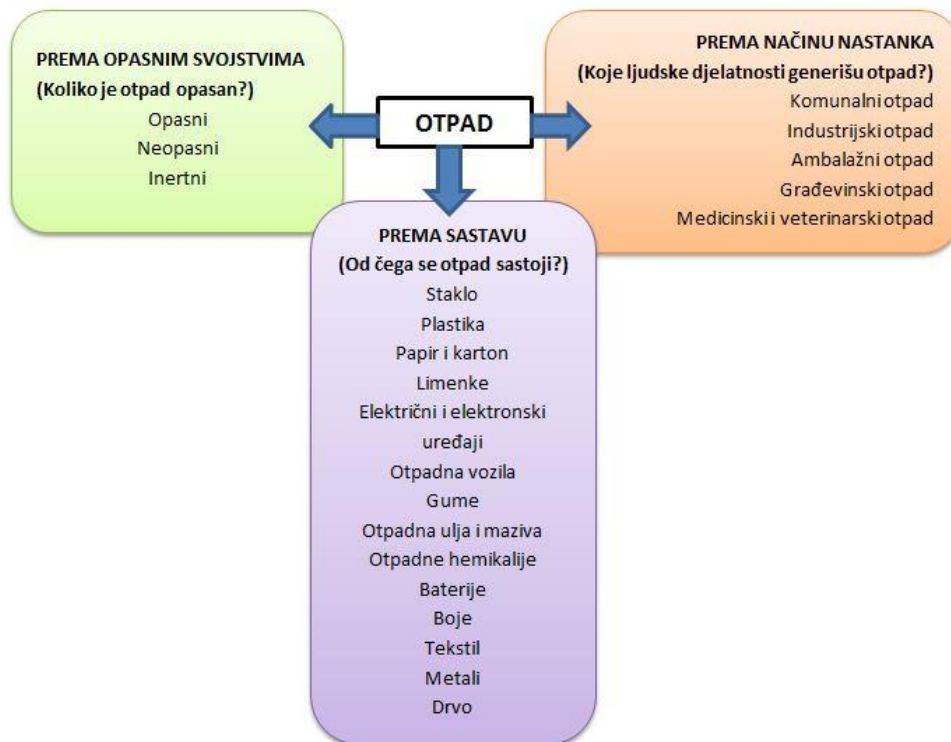 OTPAD
PREMA OPASNIM SVOJSTVIMA
(Koliko je otpad opasan?)
Opasni
Neopasni
Inertni
PREMA NAČINU NASTANKA
(Koje ljudske djelatnosti generišu otpad?)
Komunalni otpad
Industrijski otpad
Ambalažni otpad
Građevinski otpad
Medicinski i veterinarski otpad
PREMA SASTAVU
(Od čega se otpad sastoji?)
Staklo
Plastika
Papir i karton
Limenke
Električni i elektronski
uređaji
Otpadna vozila
Gume
Otpadna ulja i maziva
Otpadne hemikalije
Baterije
Boje
Tekstil
Metali
Drvo